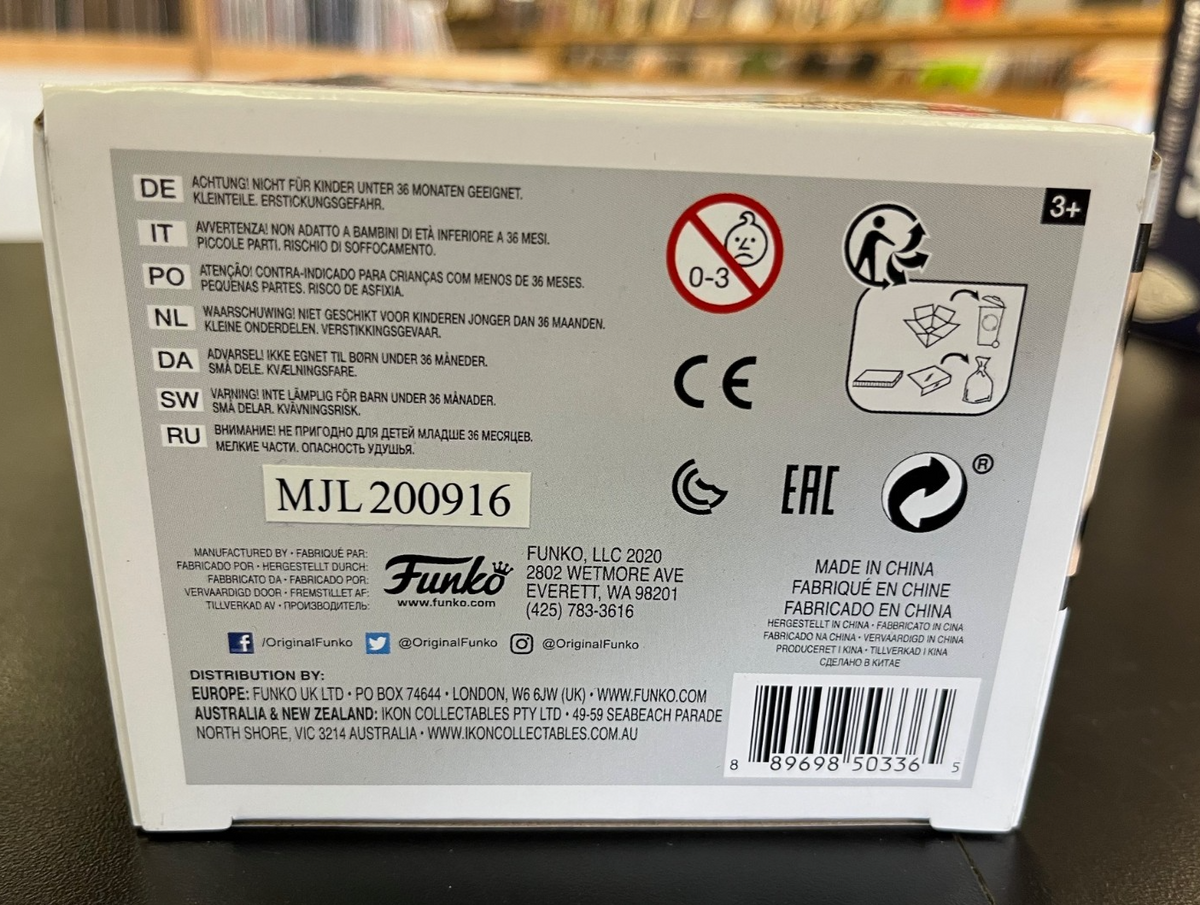 DE ACHTUNG! NICHT FÜR KINDER UNTER 36 MONATEN GEEIGNET.
KLEINTEILE. ERSTICKUNGSGEFAHR.
IT AVVERTENZA! NON ADATTO A BAMBINI DI ETÀ INFERIORE A 36 MESI.
PICCOLE PARTI. RISCHIO DI SOFFOCAMENTO.
PO ATENÇÃO! CONTRA-INDICADO PARA CRIANÇAS COM MENOS DE 36 MESES.
PEQUENAS PARTES. RISCO DE ASFIXIA.
NL WAARSCHUWING! NIET GESCHIKT VOOR KINDEREN JONGER DAN 36 MAANDEN.
KLEINE ONDERDELEN. VERSTIKKINGSGEVAAR.
DA ADVARSEL! IKKE EGNET TIL BØRN UNDER 36 MÅNEDER.
SMÅ DELE. KVÆLNINGSFARE.
SW VARNING! INTE LÄMPLIG FÖR BARN UNDER 36 MÅNADER.
SMÅ DELAR. KVÄVNINGSRISK.
RU ВНИМАНИЕ! НЕ ПРИГОДНО ДЛЯ ДЕТЕЙ МЛАДШЕ 36 МЕСЯЦЕВ.
МЕЛКИЕ ЧАСТИ. ОПАСНОСТЬ УДУШЬЯ.
0-3
3+
CE
EAC
®
MJL 200916
MANUFACTURED BY • FABRIQUÉ PAR:
FABRICADO POR • HERGESTELLT DURCH:
FABBRICATO DA • FABRICADO POR:
VERVAARDIGD DOOR • FREMSTILLET AF:
TILLVERKAD AV • ПРОИЗВОДИТЕЛЬ:
Funko
www.funko.com
FUNKO, LLC 2020
2802 WETMORE AVE
EVERETT, WA 98201
(425) 783-3616
f /OriginalFunko @OriginalFunko @OriginalFunko
MADE IN CHINA
FABRIQUÉ EN CHINE
FABRICADO EN CHINA
HERGESTELLT IN CHINA • FABBRICATO IN CINA
FABRICADO NA CHINA • VERVAARDIGD IN CHINA
PRODUCERET I KINA • TILLVERKAD I KINA
СДЕЛАНО В КИТАЕ
DISTRIBUTION BY:
EUROPE: FUNKO UK LTD • PO BOX 74644 • LONDON, W6 6JW (UK) • WWW.FUNKO.COM
AUSTRALIA & NEW ZEALAND: IKON COLLECTABLES PTY LTD • 49-59 SEABEACH PARADE
NORTH SHORE, VIC 3214 AUSTRALIA • WWW.IKONCOLLECTABLES.COM.AU
8 89698 50336 5